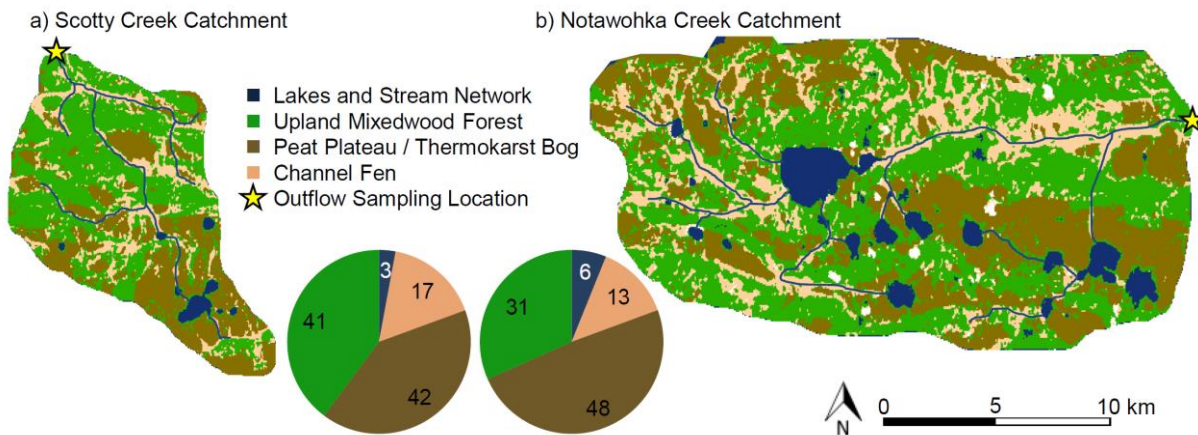 a) Scotty Creek Catchment
b) Notawohka Creek Catchment
Lakes and Stream Network
Upland Mixedwood Forest
Peat Plateau / Thermokarst Bog
Channel Fen
Outflow Sampling Location
3
17
42
41
6
13
48
31
N
0 5 10 km